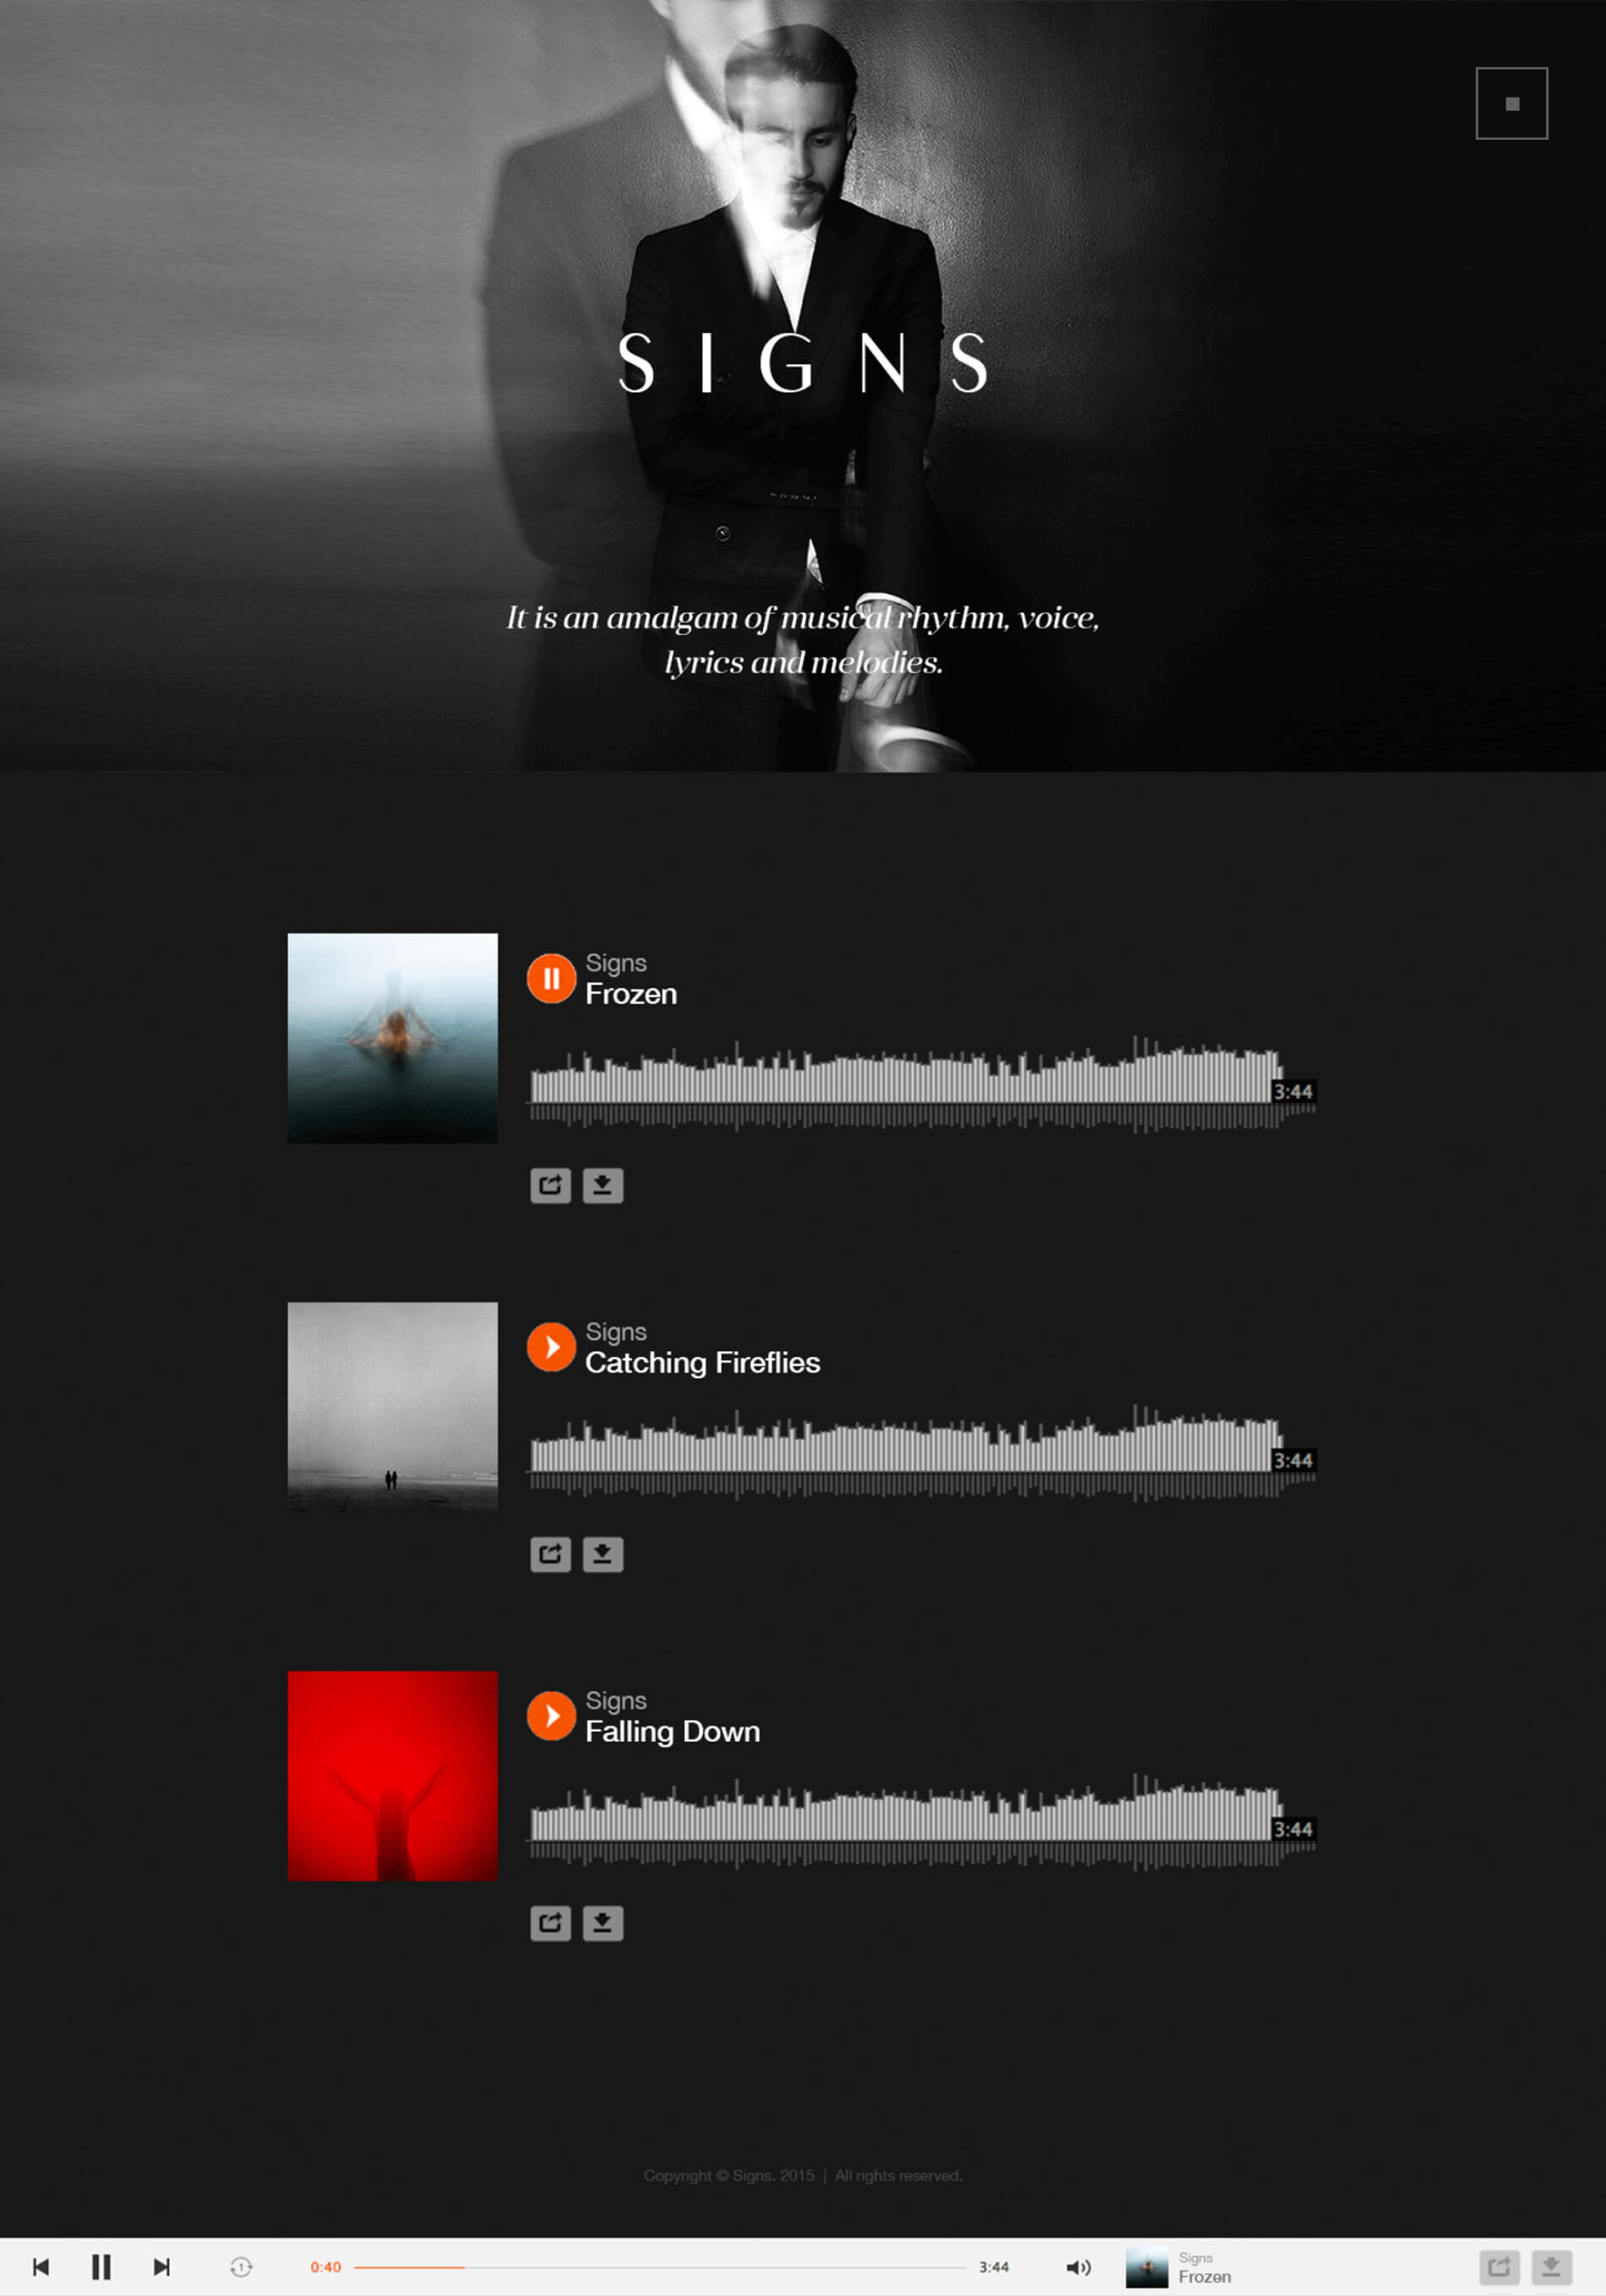 SIGNS
It is an amalgam of musical rhythm, voice,
lyrics and melodies.
Signs
Frozen
3:44
Signs
Catching Fireflies
3:44
Signs
Falling Down
3:44
Copyright © Signs. 2015 | All rights reserved.
1
0:40
3:44
Signs
Frozen